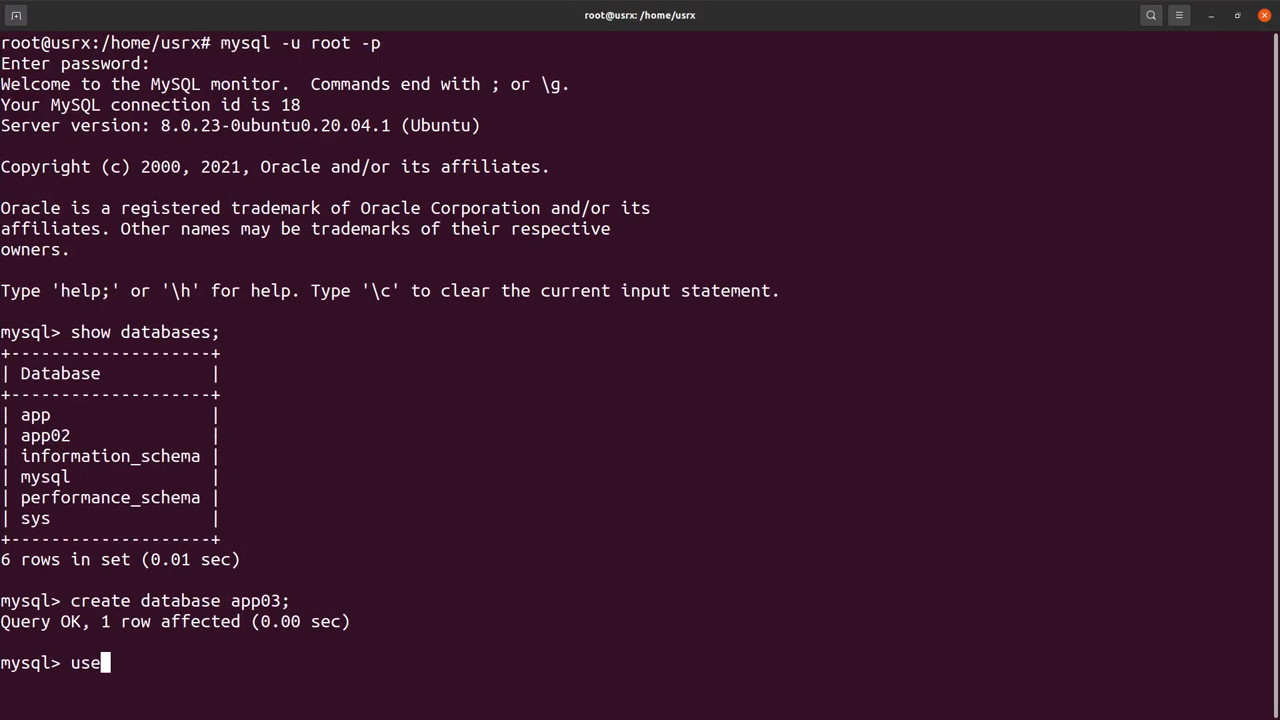 root@usrx: /home/usrx
root@usrx:/home/usrx# mysql -u root -p
Enter password:
Welcome to the MySQL monitor.  Commands end with ; or \g.
Your MySQL connection id is 18
Server version: 8.0.23-0ubuntu0.20.04.1 (Ubuntu)
Copyright (c) 2000, 2021, Oracle and/or its affiliates.
Oracle is a registered trademark of Oracle Corporation and/or its
affiliates. Other names may be trademarks of their respective
owners.
Type 'help;' or '\h' for help. Type '\c' to clear the current input statement.
mysql> show databases;
+--------------------+
| Database           |
+--------------------+
| app                |
| app02              |
| information_schema |
| mysql              |
| performance_schema |
| sys                |
+--------------------+
6 rows in set (0.01 sec)
mysql> create database app03;
Query OK, 1 row affected (0.00 sec)
mysql> use